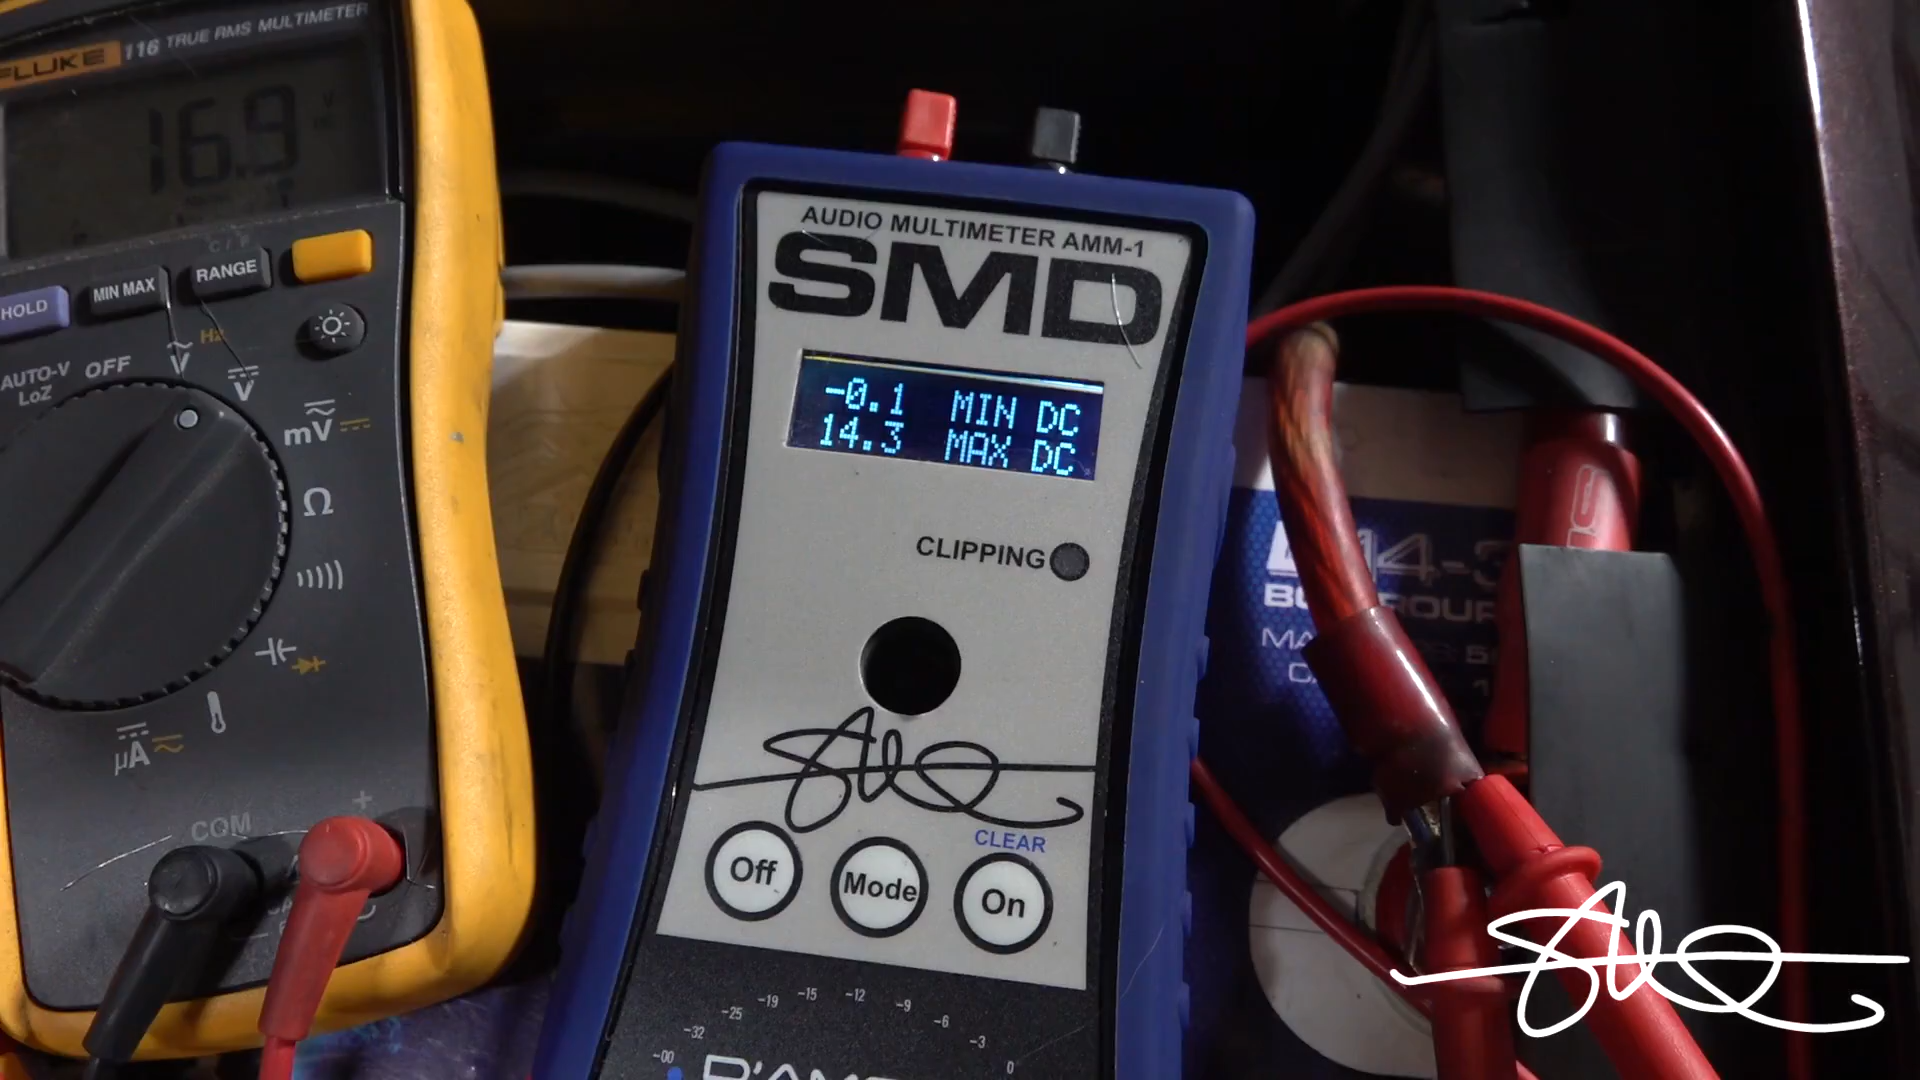 FLUKE 116 TRUE RMS MULTIMETER
16.9
V
HOLD
MIN MAX
RANGE
AUTO-V
LoZ
OFF
V
Hz
V
mV
Ω
μA
COM
+
AUDIO MULTIMETER AMM-1
SMD
-0.1 MIN DC
14.3 MAX DC
CLIPPING
CLEAR
Off
Mode
On
-00
-32
-25
-19
-15
-12
-9
-6
-3
0